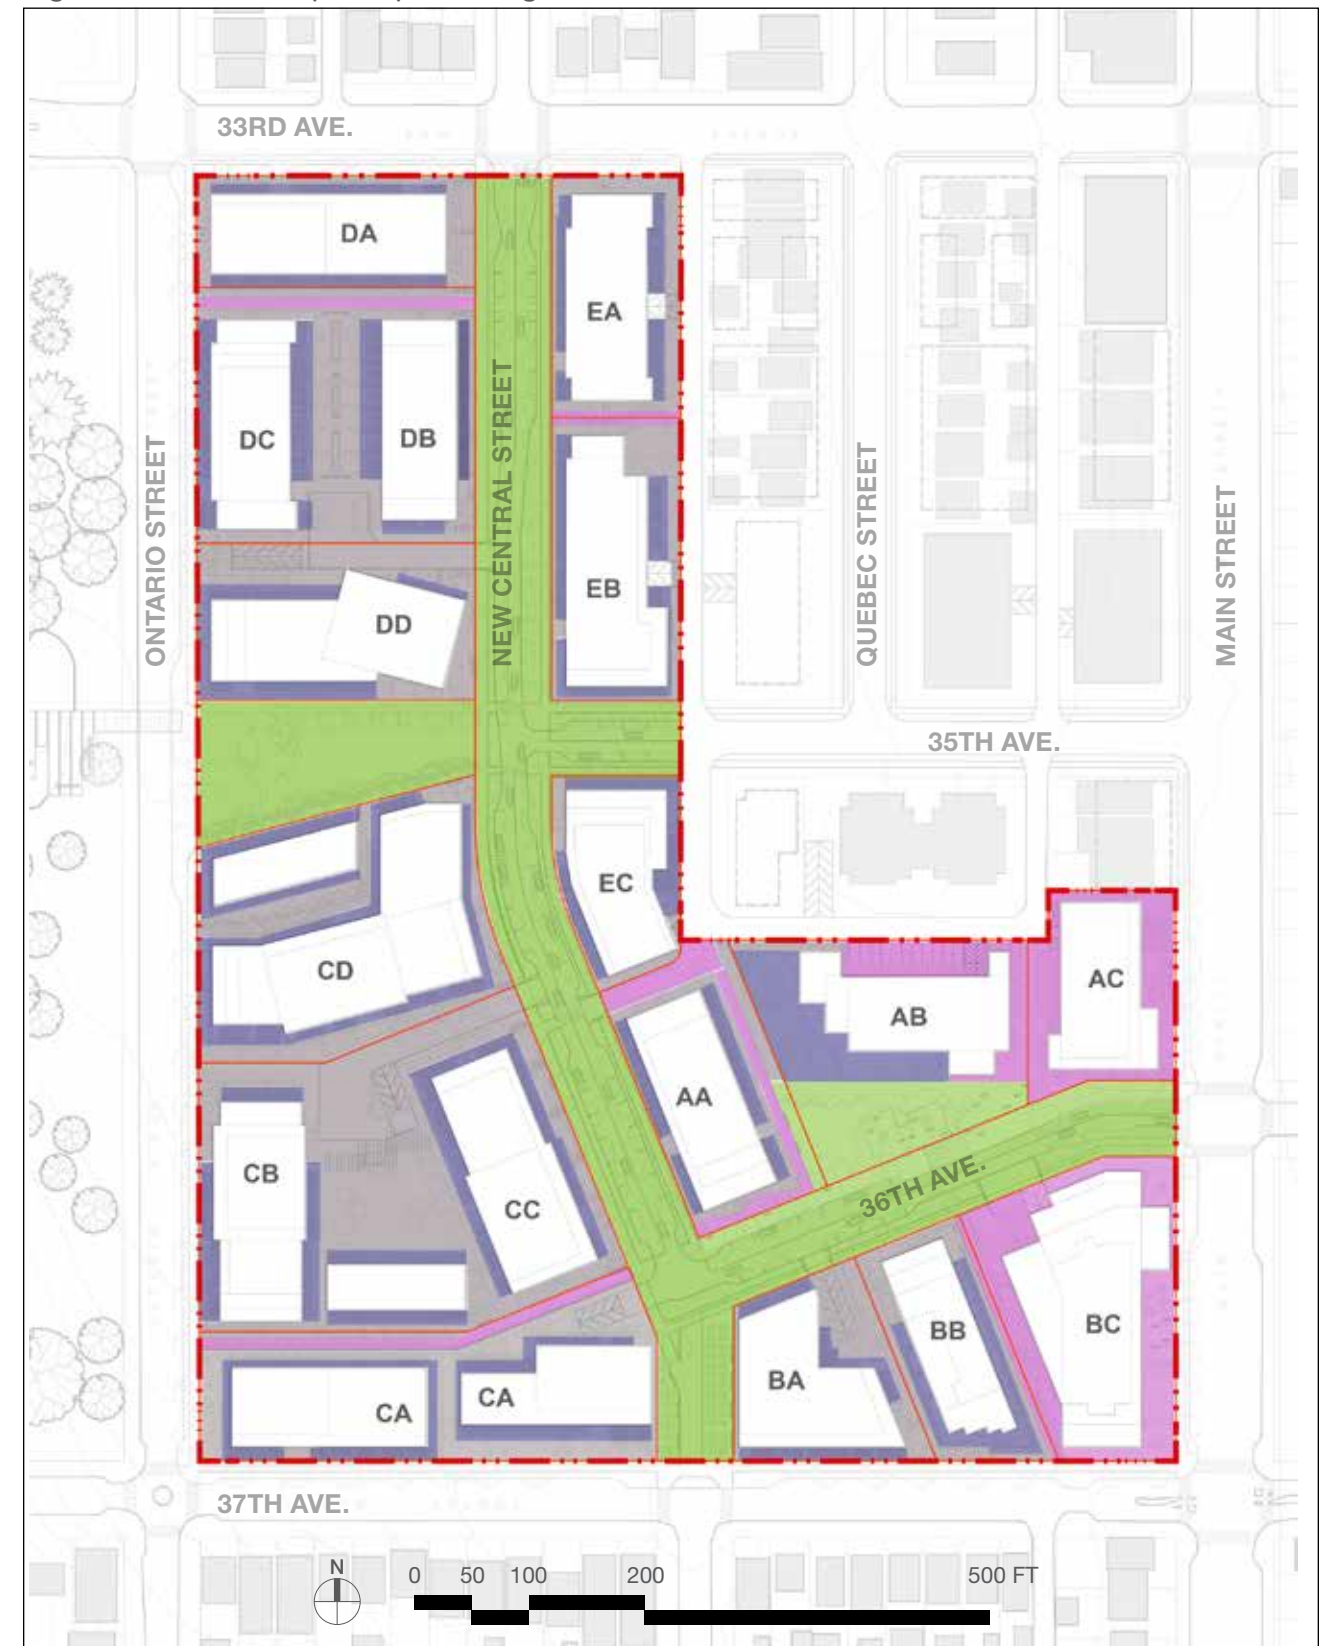 33RD AVE.
DA
EA
DC
DB
NEW CENTRAL STREET
ONTARIO STREET
QUEBEC STREET
MAIN STREET
EB
DD
35TH AVE.
EC
CD
AC
AB
AA
CB
36TH AVE.
CC
BC
BB
BA
CA
CA
37TH AVE.
N
0 50 100 200 500 FT